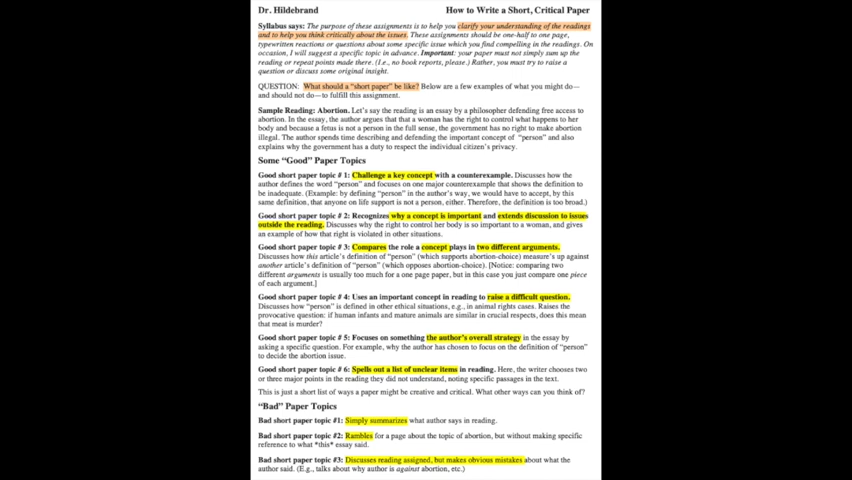 Dr. Hildebrand How to Write a Short, Critical Paper
Syllabus says: The purpose of these assignments is to help you clarify your understanding of the readings
and to help you think critically about the issues. These assignments should be one-half to one page,
typewritten reactions or questions about some specific issue which you find compelling in the readings. On
occasion, I will suggest a specific topic in advance. Important: your paper must not simply sum up the
reading or repeat points made there. (I.e., no book reports, please.) Rather, you must try to raise a
question or discuss some original insight.
QUESTION: What should a "short paper" be like? Below are a few examples of what you might do—
and should not do—to fulfill this assignment.
Sample Reading: Abortion. Let's say the reading is an essay by a philosopher defending free access to
abortion. In the essay, the author argues that that a woman has the right to control what happens to her
body and because a fetus is not a person in the full sense, the government has no right to make abortion
illegal. The author spends time describing and defending the important concept of "person" and also
explains why the government has a duty to respect the individual citizen's privacy.
Some "Good" Paper Topics
Good short paper topic # 1: Challenge a key concept with a counterexample. Discusses how the
author defines the word "person" and focuses on one major counterexample that shows the definition to
be inadequate. (Example: by defining "person" in the author's way, we would have to accept, by this
same definition, that anyone on life support is not a person, either. Therefore, the definition is too broad.)
Good short paper topic # 2: Recognizes why a concept is important and extends discussion to issues
outside the reading. Discusses why the right to control her body is so important to a woman, and gives
an example of how that right is violated in other situations.
Good short paper topic # 3: Compares the role a concept plays in two different arguments.
Discusses how this article's definition of "person" (which supports abortion-choice) measure's up against
another article's definition of "person" (which opposes abortion-choice). [Notice: comparing two
different arguments is usually too much for a one page paper, but in this case you just compare one piece
of each argument.]
Good short paper topic # 4: Uses an important concept in reading to raise a difficult question.
Discusses how "person" is defined in other ethical situations, e.g., in animal rights cases. Raises the
provocative question: if human infants and mature animals are similar in crucial respects, does this mean
that meat is murder?
Good short paper topic # 5: Focuses on something the author's overall strategy in the essay by
asking a specific question. For example, why the author has chosen to focus on the definition of "person"
to decide the abortion issue.
Good short paper topic # 6: Spells out a list of unclear items in reading. Here, the writer chooses two
or three major points in the reading they did not understand, noting specific passages in the text.
This is just a short list of ways a paper might be creative and critical. What other ways can you think of?
"Bad" Paper Topics
Bad short paper topic #1: Simply summarizes what author says in reading.
Bad short paper topic #2: Rambles for a page about the topic of abortion, but without making specific
reference to what *this* essay said.
Bad short paper topic #3: Discusses reading assigned, but makes obvious mistakes about what the
author said. (E.g., talks about why author is against abortion, etc.)